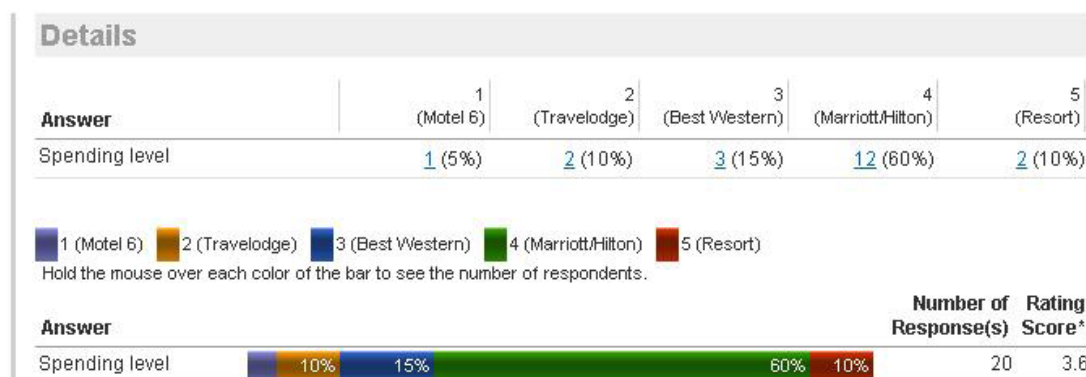 Details
1 2 3 4 5
Answer (Motel 6) (Travelodge) (Best Western) (Marriott/Hilton) (Resort)
Spending level 1 (5%) 2 (10%) 3 (15%) 12 (60%) 2 (10%)
1 (Motel 6) 2 (Travelodge) 3 (Best Western) 4 (Marriott/Hilton) 5 (Resort)
Hold the mouse over each color of the bar to see the number of respondents.
Number of Rating
Answer Response(s) Score*
Spending level 10% 15% 60% 10% 20 3.6